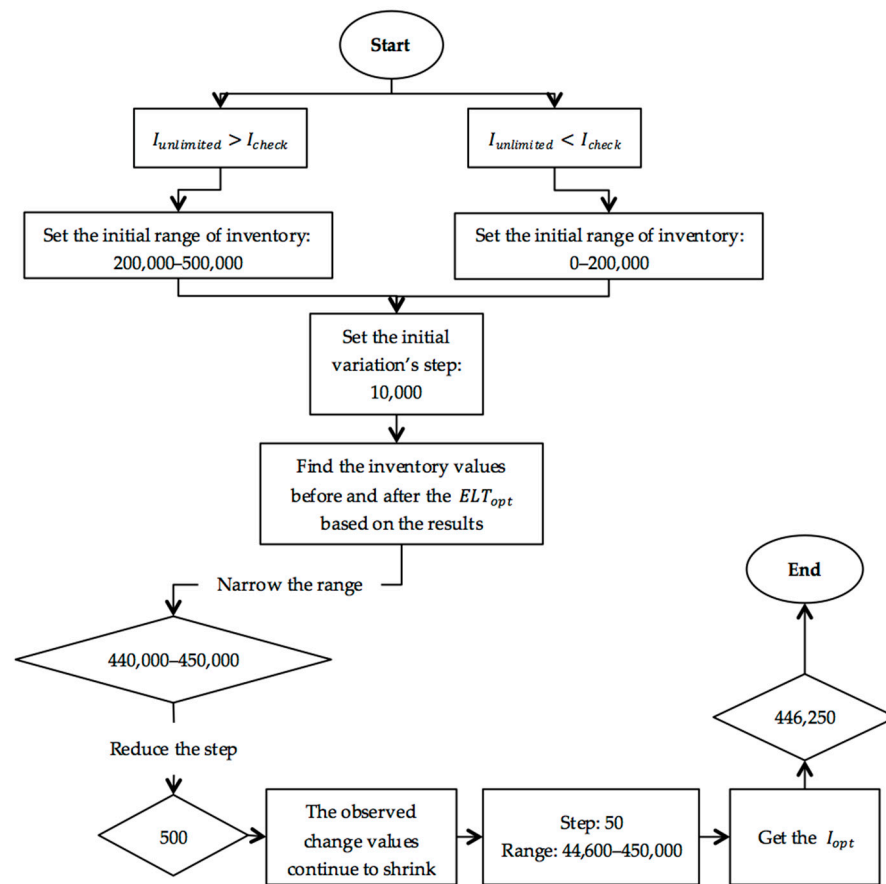 Start
I_unlimited > I_check
I_unlimited < I_check
Set the initial range of inventory:
200,000–500,000
Set the initial range of inventory:
0–200,000
Set the initial
variation's step:
10,000
Find the inventory values
before and after the ELT_opt
based on the results
Narrow the range
440,000–450,000
Reduce the step
500
The observed
change values
continue to shrink
Step: 50
Range: 44,600–450,000
Get the I_opt
446,250
End